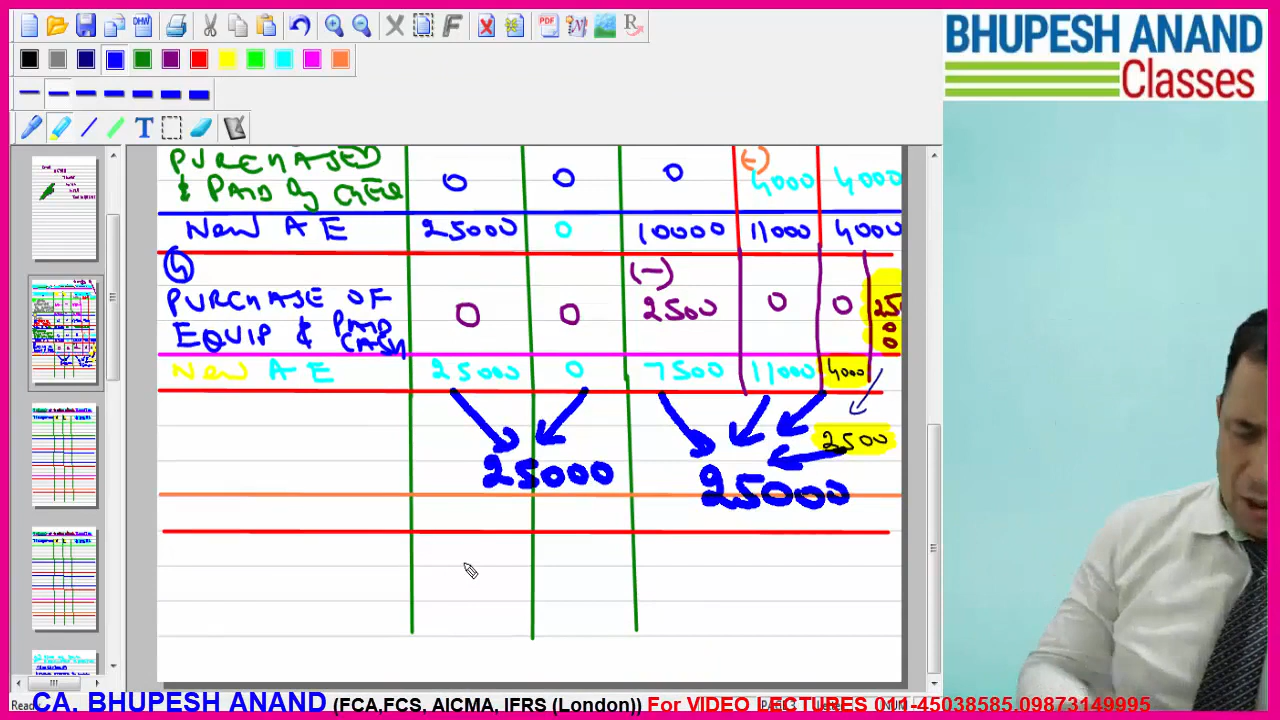 BHUPESH ANAND
Classes
DHW
PDF
PURCHASED
& PAID By CHEQ
0 0 0 (-) 4000 4000
New A E 25000 0 10000 11000 4000
PURCHASE OF
EQUIP & PAID
CASH
0 0 (-) 2500 0 0 2500
New A E 25000 0 7500 11000 4000
2500
25000 25000
CA. BHUPESH ANAND (FCA,FCS, AICMA, IFRS (London)) For VIDEO LECTURES 011-45038585.09873149995